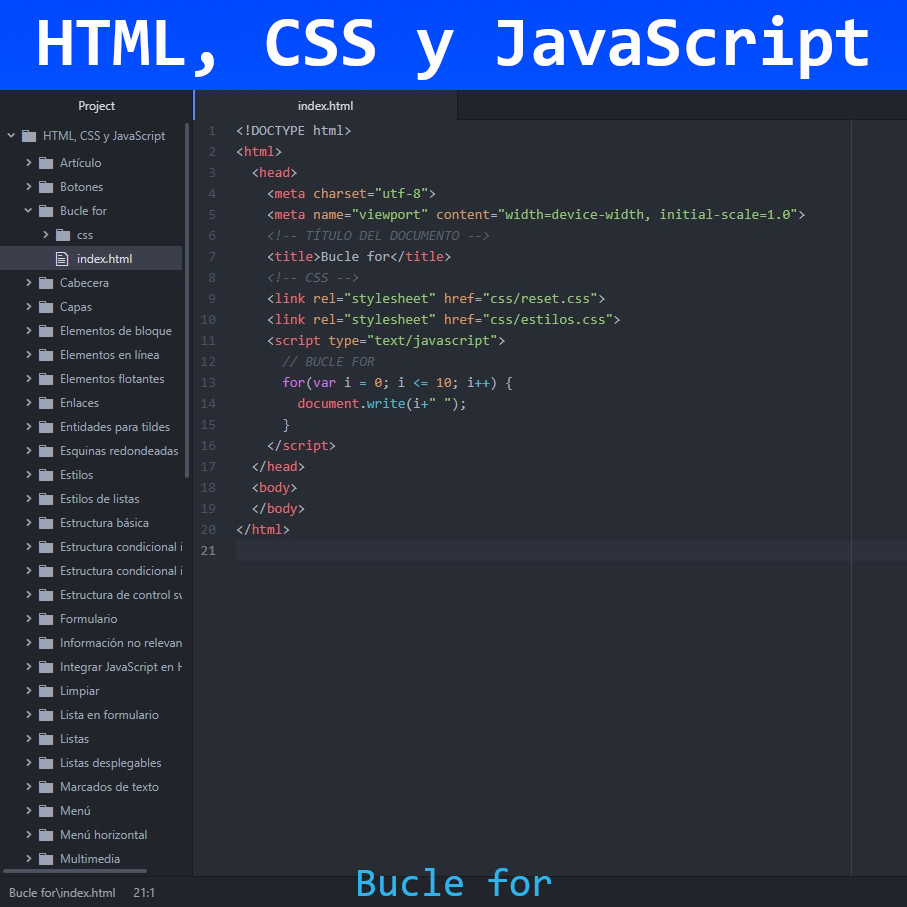 HTML, CSS y JavaScript
Project
HTML, CSS y JavaScript
Artículo
Botones
Bucle for
css
index.html
Cabecera
Capas
Elementos de bloque
Elementos en línea
Elementos flotantes
Enlaces
Entidades para tildes
Esquinas redondeadas
Estilos
Estilos de listas
Estructura básica
Estructura condicional i
Estructura condicional i
Estructura de control sw
Formulario
Información no relevan
Integrar JavaScript en H
Limpiar
Lista en formulario
Listas
Listas desplegables
Marcados de texto
Menú
Menú horizontal
Multimedia
index.html
1 <!DOCTYPE html>
2 <html>
3 <head>
4 <meta charset="utf-8">
5 <meta name="viewport" content="width=device-width, initial-scale=1.0">
6 <!-- TÍTULO DEL DOCUMENTO -->
7 <title>Bucle for</title>
8 <!-- CSS -->
9 <link rel="stylesheet" href="css/reset.css">
10 <link rel="stylesheet" href="css/estilos.css">
11 <script type="text/javascript">
12 // BUCLE FOR
13 for(var i = 0; i <= 10; i++) {
14 document.write(i+" ");
15 }
16 </script>
17 </head>
18 <body>
19 </body>
20 </html>
21
Bucle for\index.html 21:1
Bucle for